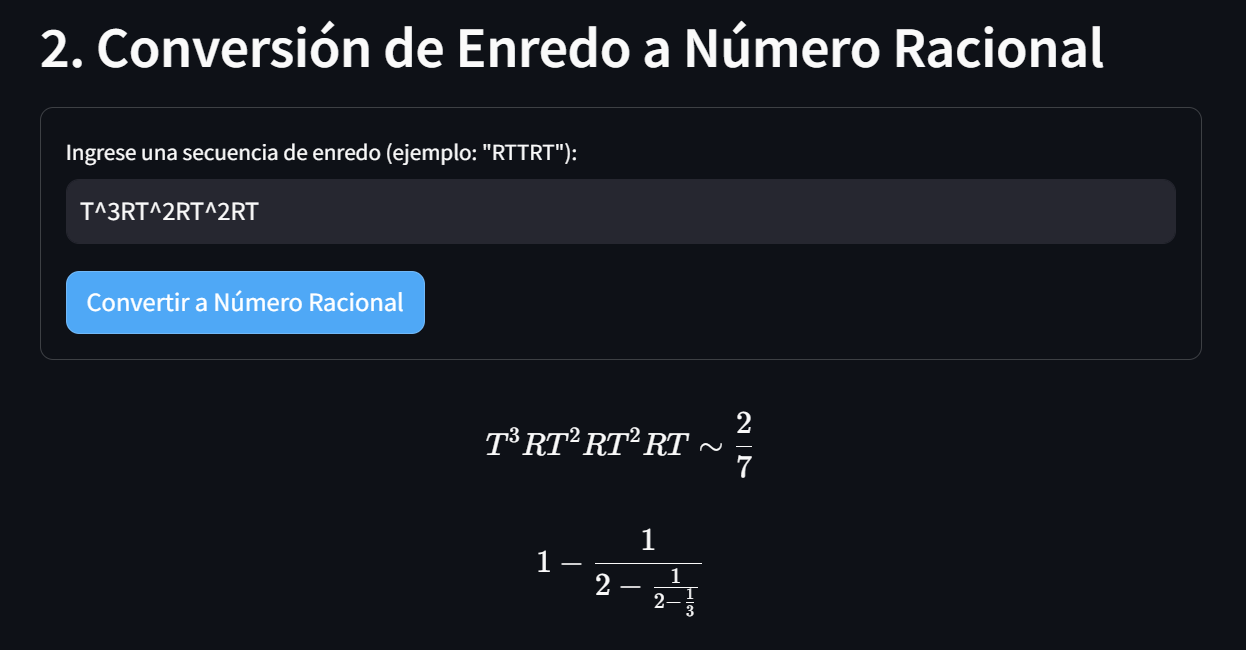 2. Conversión de Enredo a Número Racional
Ingrese una secuencia de enredo (ejemplo: "RTTRT"):
T^3RT^2RT^2RT
Convertir a Número Racional
$T^3RT^2RT^2RT \sim \frac{2}{7}$
$1 - \frac{1}{2 - \frac{1}{2 - \frac{1}{3}}}$